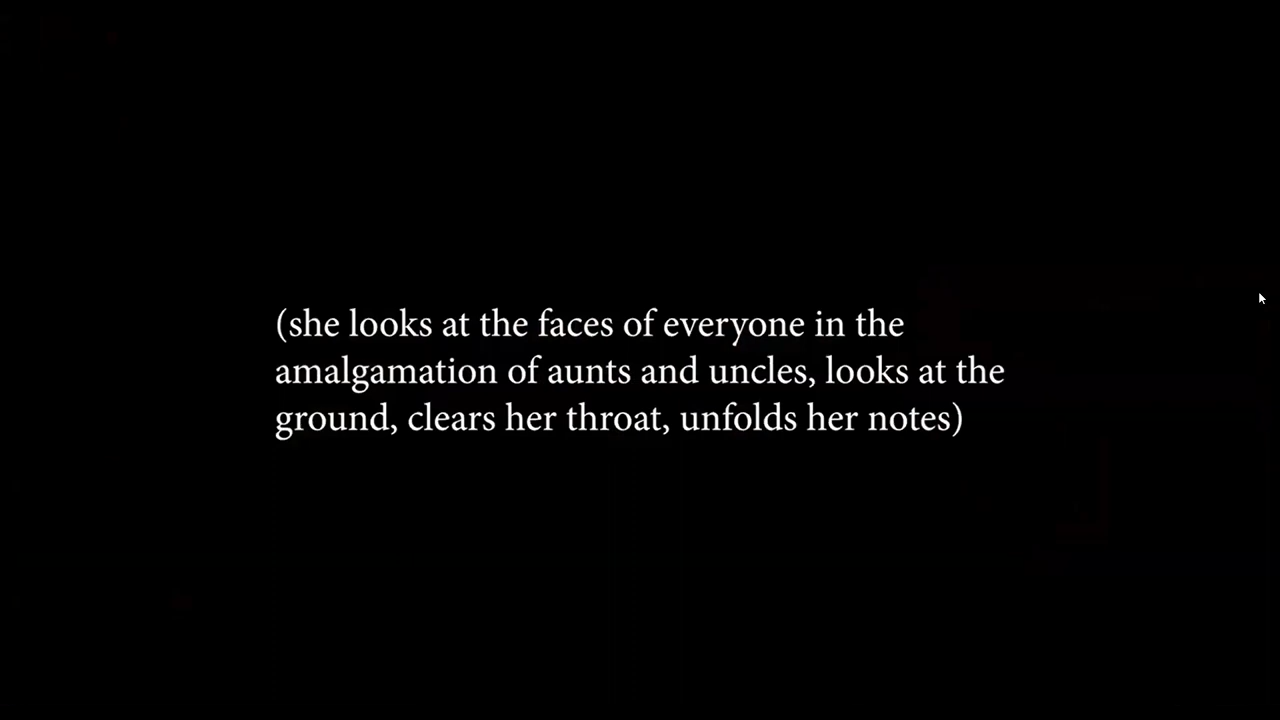 (she looks at the faces of everyone in the
amalgamation of aunts and uncles, looks at the
ground, clears her throat, unfolds her notes)